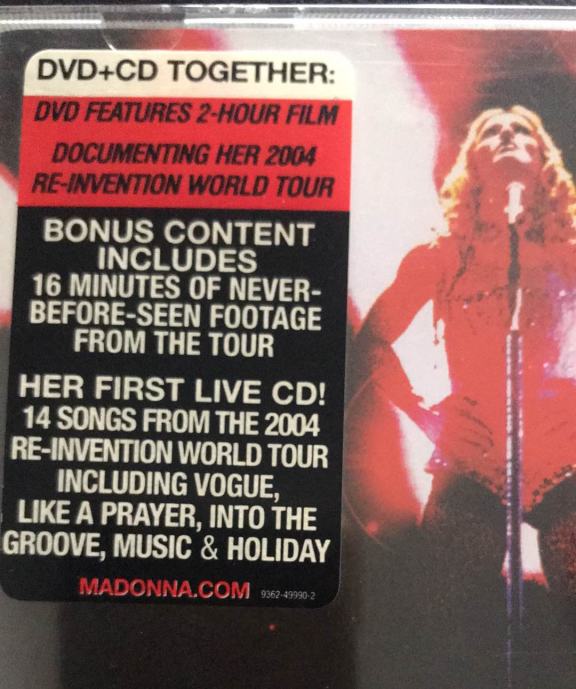 DVD+CD TOGETHER:
DVD FEATURES 2-HOUR FILM
DOCUMENTING HER 2004
RE-INVENTION WORLD TOUR
BONUS CONTENT
INCLUDES
16 MINUTES OF NEVER-
BEFORE-SEEN FOOTAGE
FROM THE TOUR
HER FIRST LIVE CD!
14 SONGS FROM THE 2004
RE-INVENTION WORLD TOUR
INCLUDING VOGUE,
LIKE A PRAYER, INTO THE
GROOVE, MUSIC & HOLIDAY
MADONNA.COM 9362-49990-2